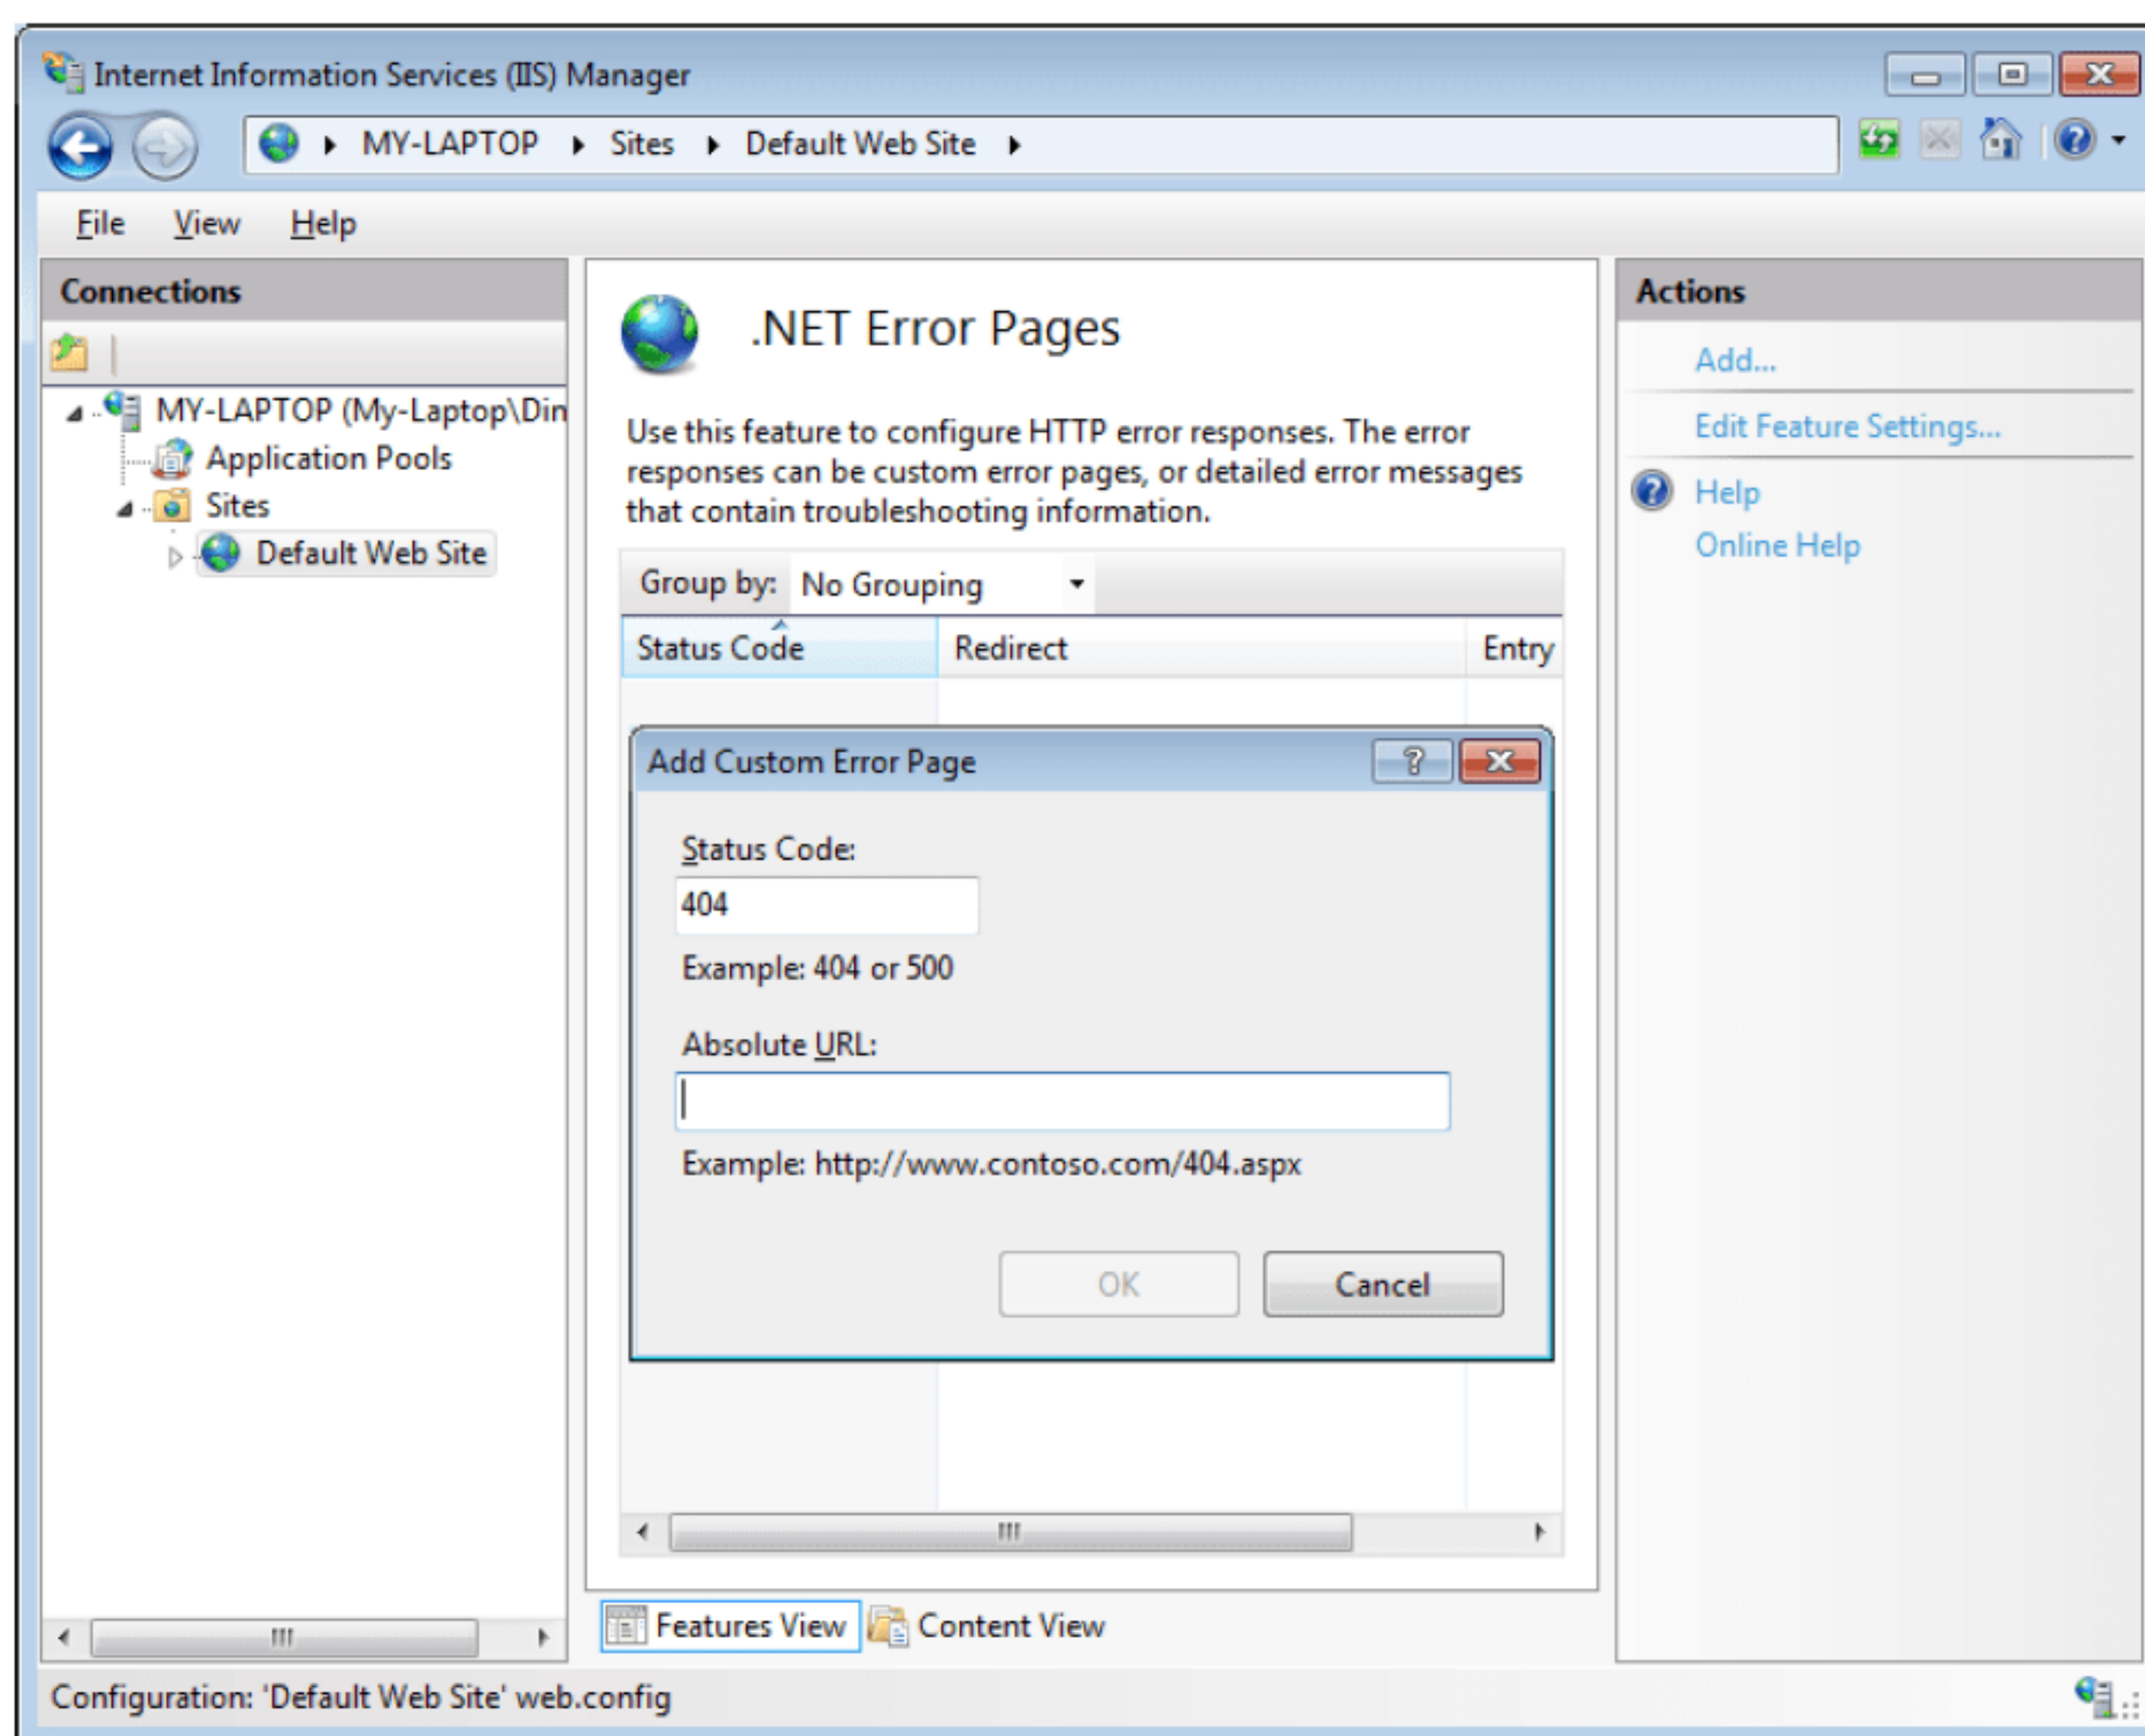 Internet Information Services (IIS) Manager
MY-LAPTOP Sites Default Web Site
File View Help
Connections
MY-LAPTOP (My-Laptop\Din
Application Pools
Sites
Default Web Site
.NET Error Pages
Use this feature to configure HTTP error responses. The error
responses can be custom error pages, or detailed error messages
that contain troubleshooting information.
Group by: No Grouping
Status Code Redirect Entry
Add Custom Error Page
Status Code:
404
Example: 404 or 500
Absolute URL:
Example: http://www.contoso.com/404.aspx
OK Cancel
Features View Content View
Actions
Add...
Edit Feature Settings...
Help
Online Help
Configuration: 'Default Web Site' web.config